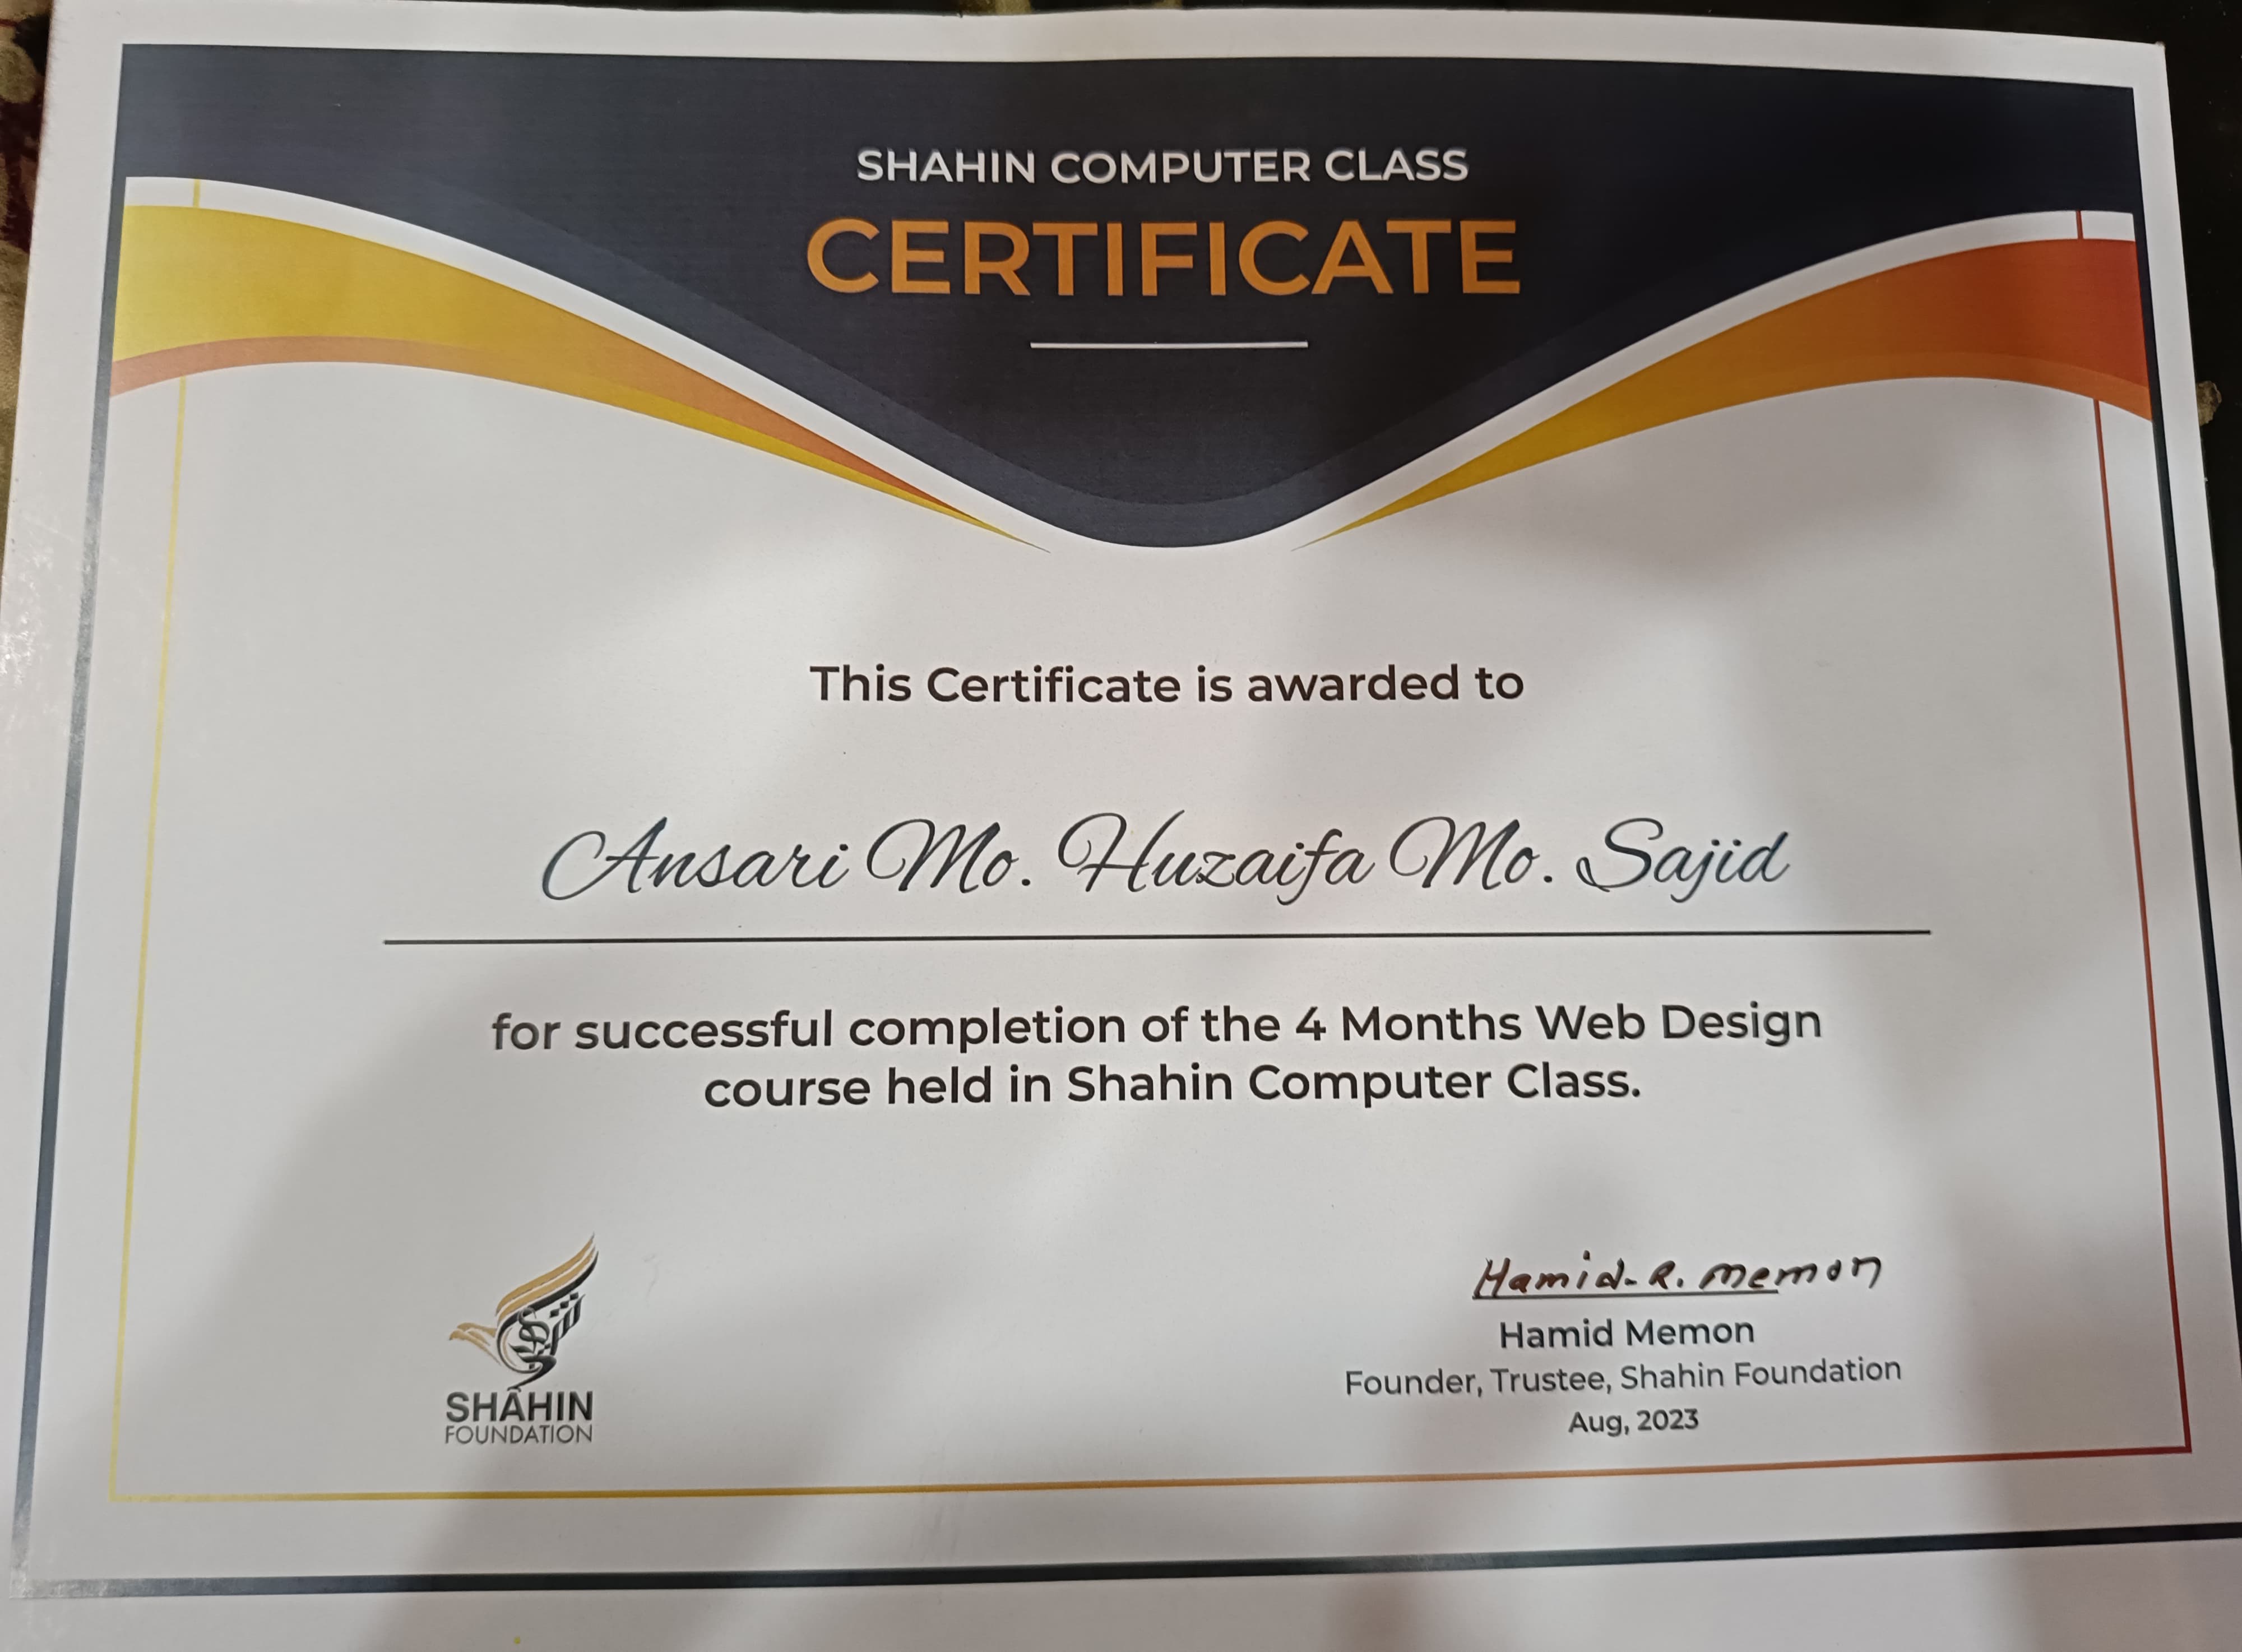 SHAHIN COMPUTER CLASS
CERTIFICATE
This Certificate is awarded to
Ansari Mo. Huzaifa Mo. Sajid
for successful completion of the 4 Months Web Design
course held in Shahin Computer Class.
SHÂHIN
FOUNDATION
Hamid R. Memon
Hamid Memon
Founder, Trustee, Shahin Foundation
Aug, 2023